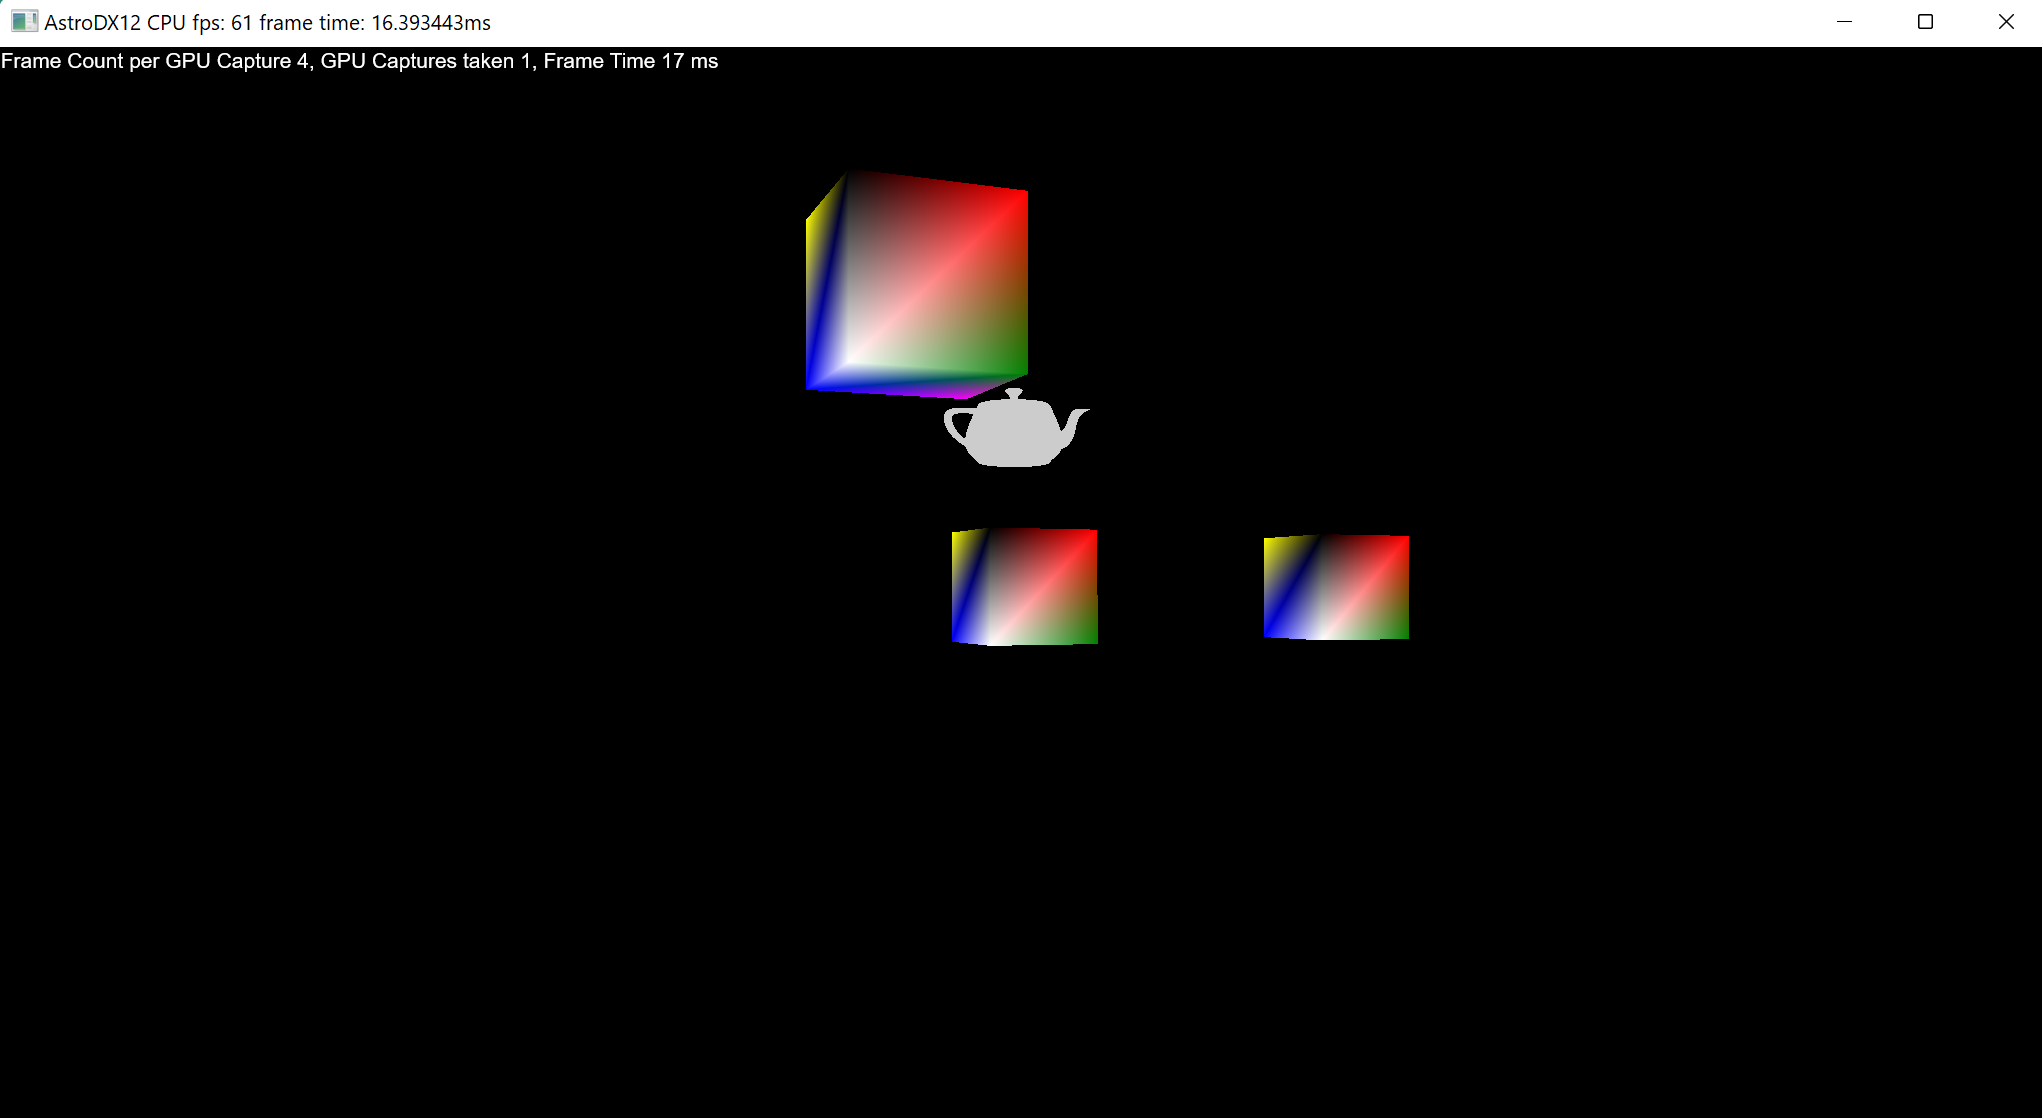 AstroDX12 CPU fps: 61 frame time: 16.393443ms
Frame Count per GPU Capture 4, GPU Captures taken 1, Frame Time 17 ms